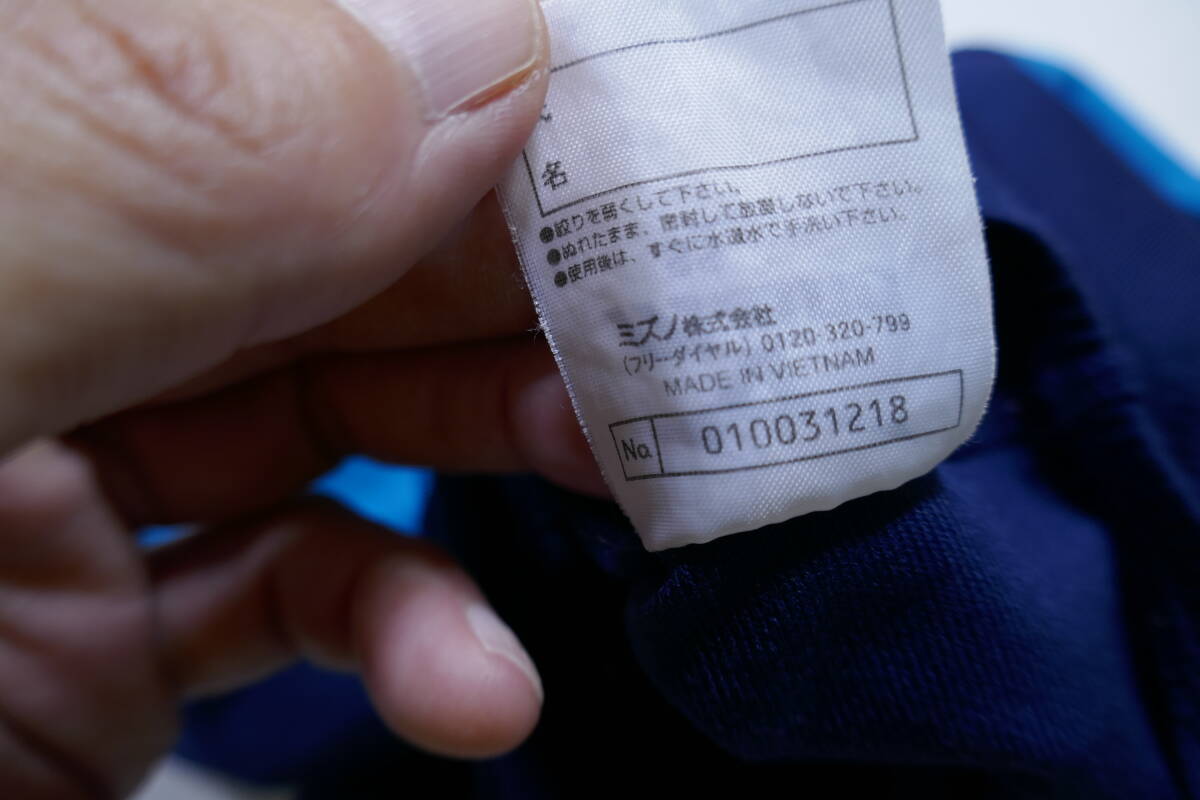 名
●絞りを弱くして下さい。
●ぬれたまま、密封して放置しないで下さい。
●使用後は、すぐに水道水で手洗い下さい。
ミズノ株式会社
(フリーダイヤル) 0120-320-799
MADE IN VIETNAM
No. 010031218